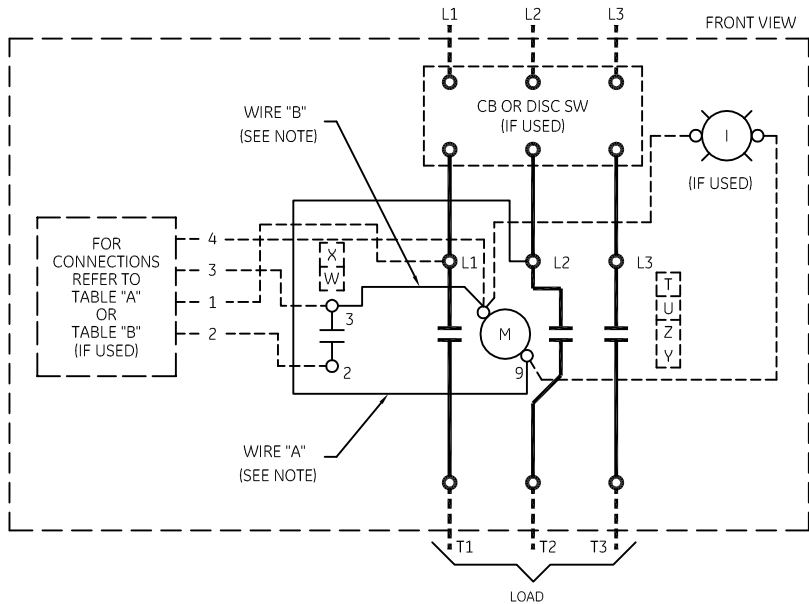 L1 L2 L3
FRONT VIEW
CB OR DISC SW
(IF USED)
WIRE "B"
(SEE NOTE)
I
(IF USED)
FOR
CONNECTIONS
REFER TO
TABLE "A"
OR
TABLE "B"
(IF USED)
4
3
1
2
X
W
3
2
L1 L2 L3
M
9
T
U
Z
Y
WIRE "A"
(SEE NOTE)
T1 T2 T3
LOAD